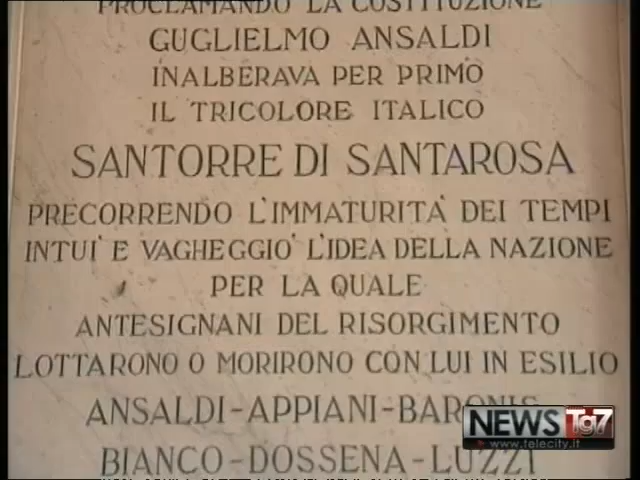 PROCLAMANDO LA COSTITUZIONE
GUGLIELMO ANSALDI
INALBERAVA PER PRIMO
IL TRICOLORE ITALICO
SANTORRE DI SANTAROSA
PRECORRENDO L'IMMATURITÀ DEI TEMPI
INTUÌ E VAGHEGGIÒ L'IDEA DELLA NAZIONE
PER LA QUALE
ANTESIGNANI DEL RISORGIMENTO
LOTTARONO O MORIRONO CON LUI IN ESILIO
ANSALDI-APPIANI-BARONIS
BIANCO-DOSSENA-LUZZI
NEWS Tg7
www.telecity.it